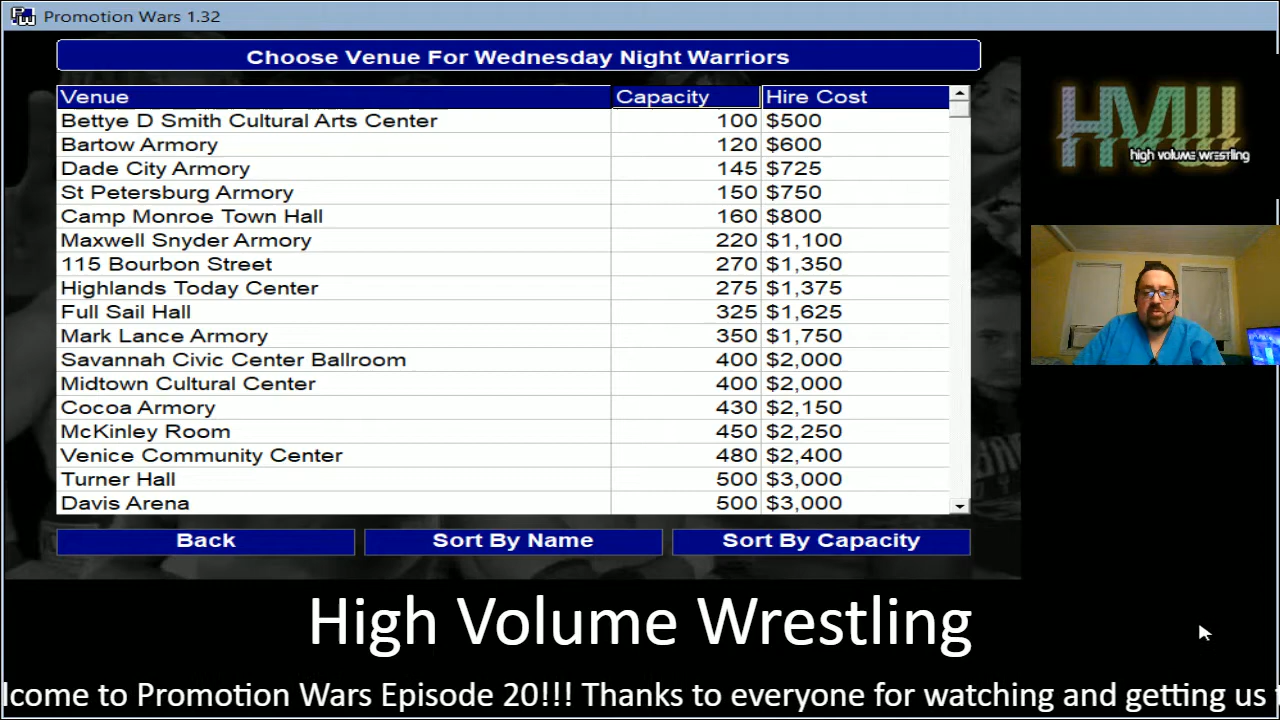 Promotion Wars 1.32
Choose Venue For Wednesday Night Warriors
Venue Capacity Hire Cost
Bettye D Smith Cultural Arts Center 100 $500
Bartow Armory 120 $600
Dade City Armory 145 $725
St Petersburg Armory 150 $750
Camp Monroe Town Hall 160 $800
Maxwell Snyder Armory 220 $1,100
115 Bourbon Street 270 $1,350
Highlands Today Center 275 $1,375
Full Sail Hall 325 $1,625
Mark Lance Armory 350 $1,750
Savannah Civic Center Ballroom 400 $2,000
Midtown Cultural Center 400 $2,000
Cocoa Armory 430 $2,150
McKinley Room 450 $2,250
Venice Community Center 480 $2,400
Turner Hall 500 $3,000
Davis Arena 500 $3,000
Back Sort By Name Sort By Capacity
HVW
high volume wrestling
High Volume Wrestling
lcome to Promotion Wars Episode 20!!! Thanks to everyone for watching and getting us